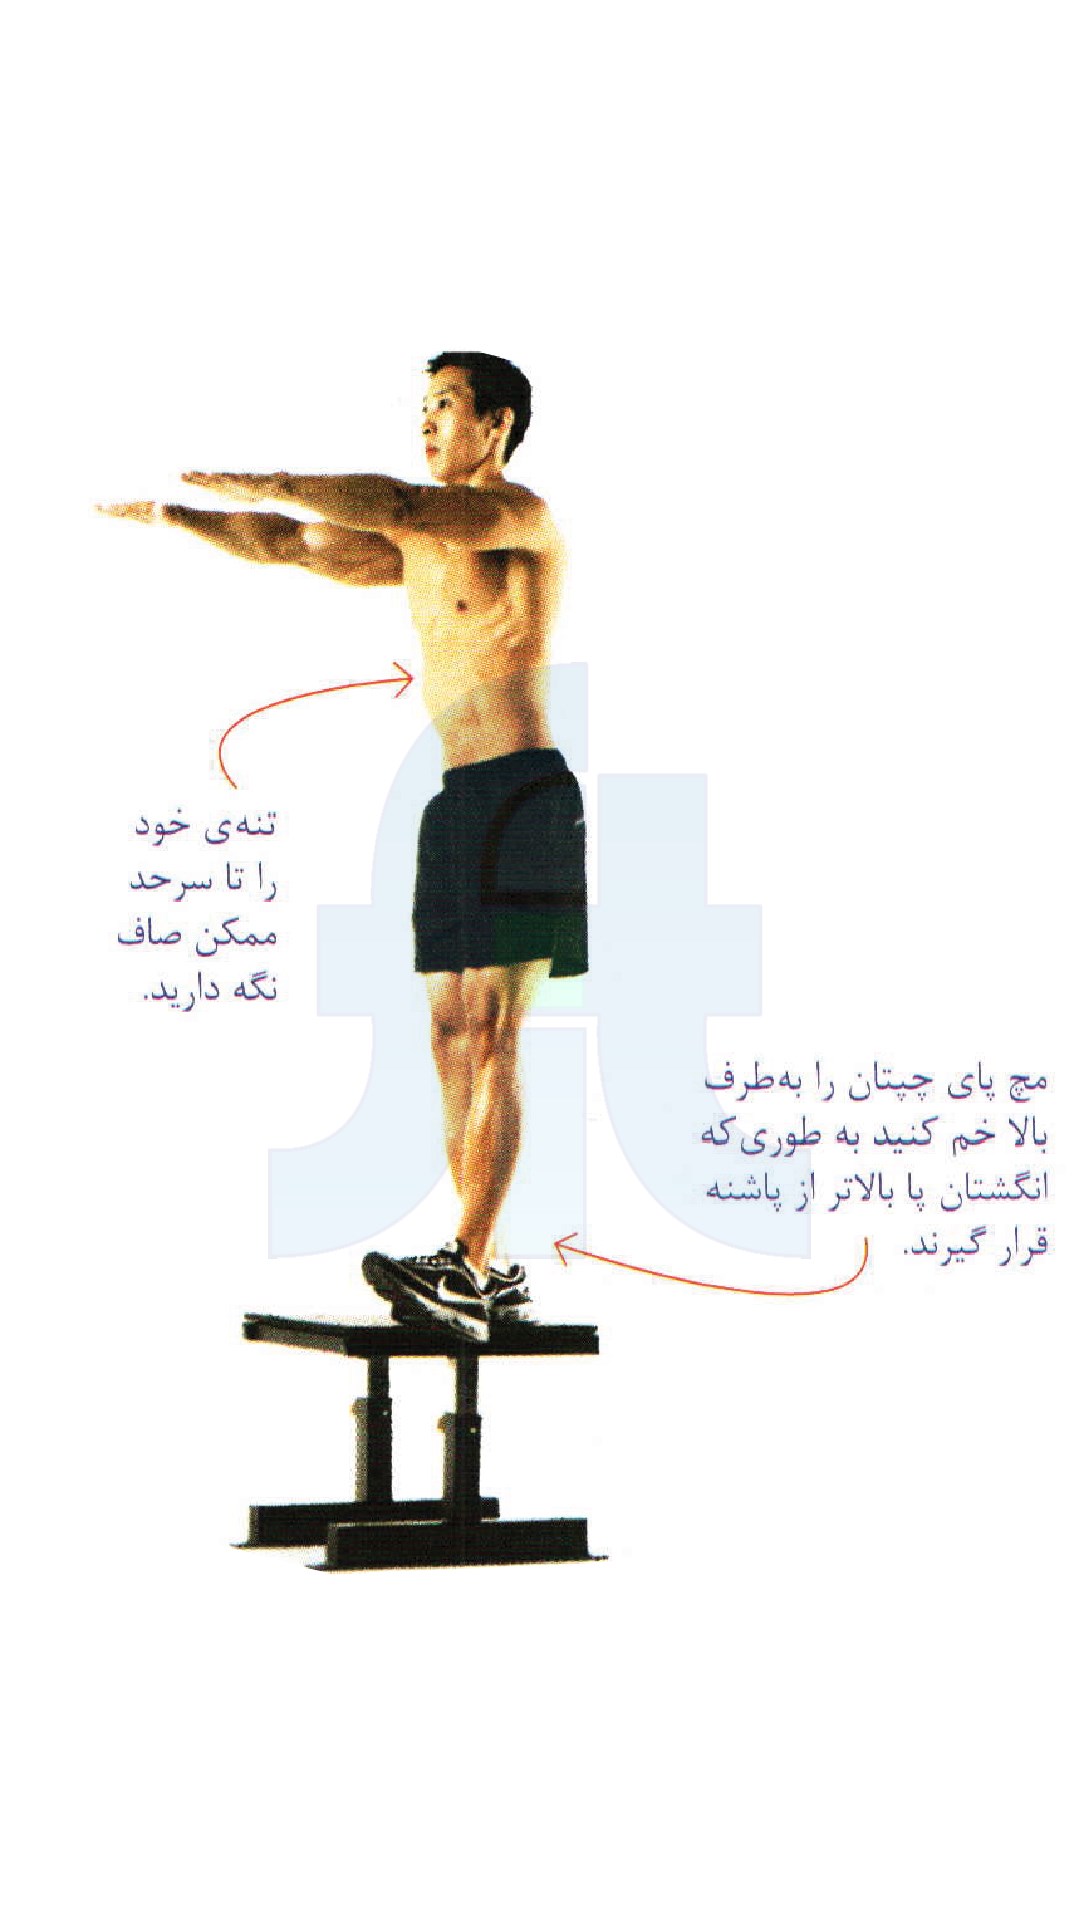 تنه‌ی خود
را تا سرحد
ممکن صاف
نگه دارید.
مچ پای چپتان را به‌طرف
بالا خم کنید به طوری‌که
انگشتان پا بالاتر از پاشنه
قرار گیرند.
fit